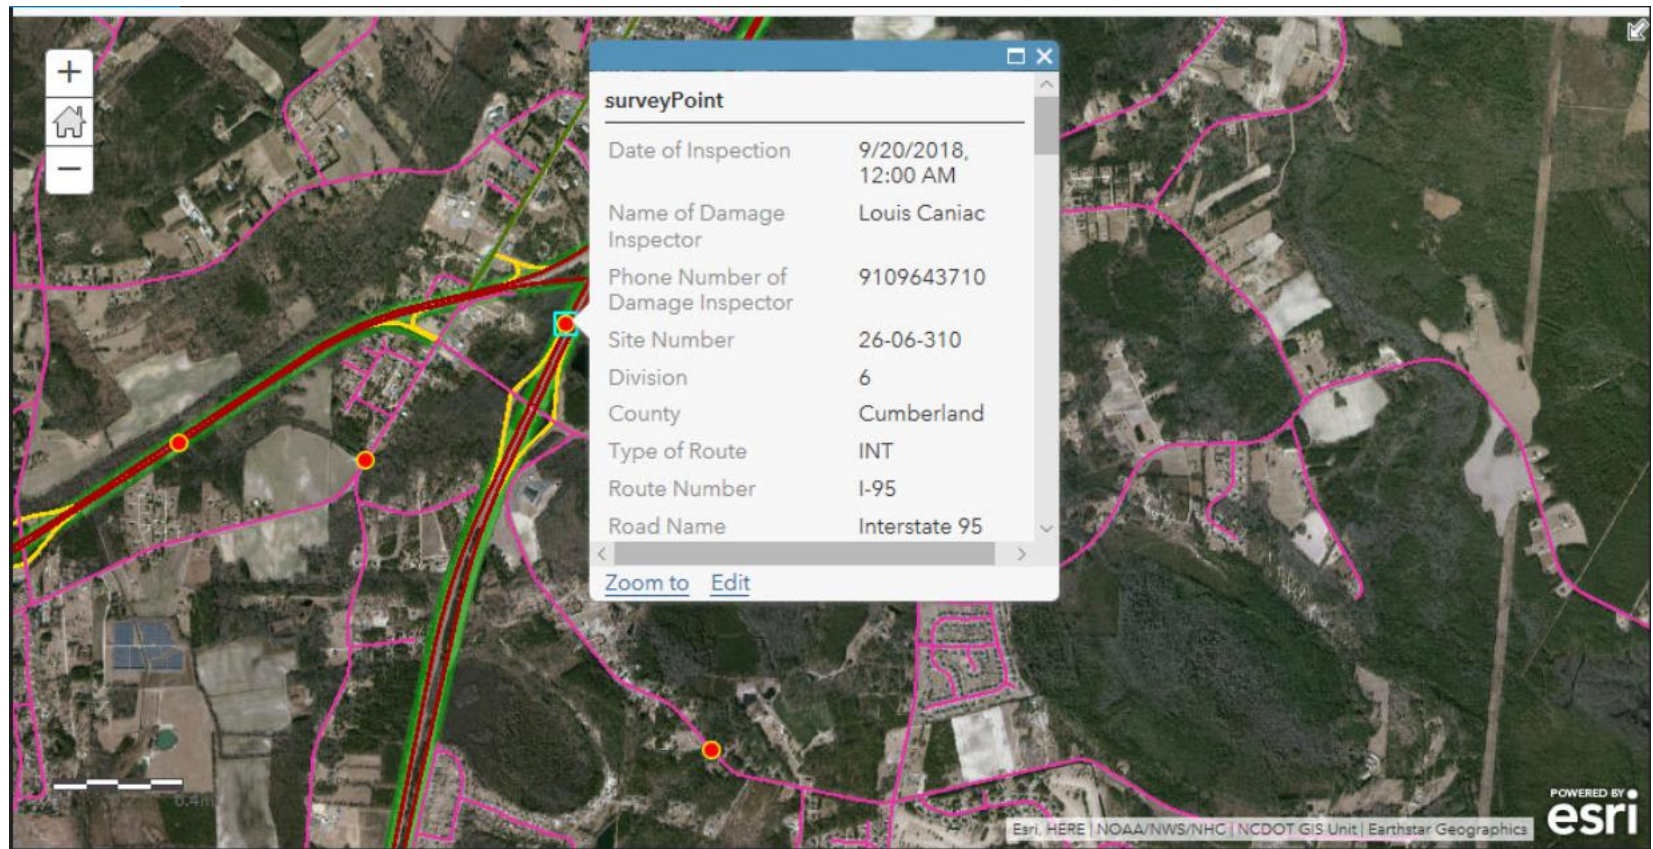 +
−
surveyPoint
Date of Inspection 9/20/2018,
12:00 AM
Name of Damage Louis Caniac
Inspector
Phone Number of 9109643710
Damage Inspector
Site Number 26-06-310
Division 6
County Cumberland
Type of Route INT
Route Number I-95
Road Name Interstate 95
Zoom to Edit
0.4m
POWERED BY
esri
Esri, HERE | NOAA/NWS/NHC | NCDOT GIS Unit | Earthstar Geographics